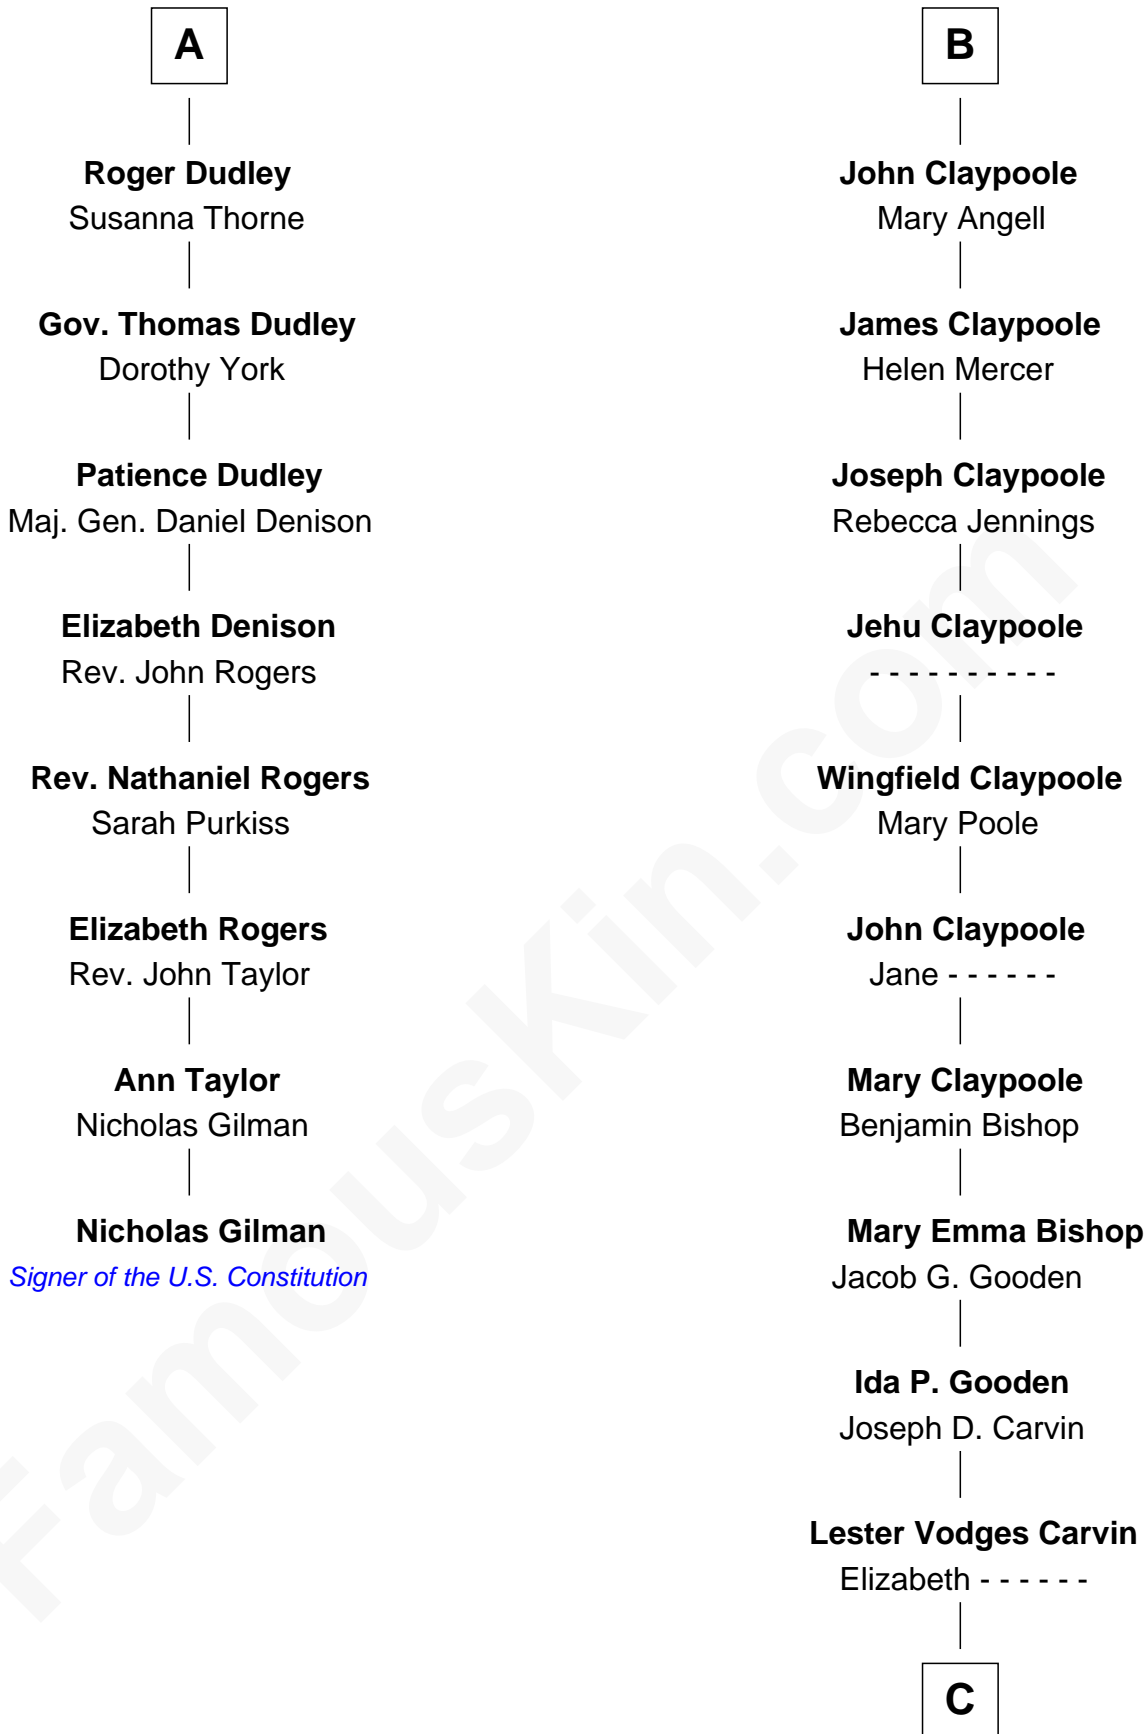 A
Roger Dudley
Susanna Thorne
Gov. Thomas Dudley
Dorothy York
Patience Dudley
Maj. Gen. Daniel Denison
Elizabeth Denison
Rev. John Rogers
Rev. Nathaniel Rogers
Sarah Purkiss
Elizabeth Rogers
Rev. John Taylor
Ann Taylor
Nicholas Gilman
Nicholas Gilman
Signer of the U.S. Constitution
B
John Claypoole
Mary Angell
James Claypoole
Helen Mercer
Joseph Claypoole
Rebecca Jennings
Jehu Claypoole
- - - - - - - - - -
Wingfield Claypoole
Mary Poole
John Claypoole
Jane - - - - - -
Mary Claypoole
Benjamin Bishop
Mary Emma Bishop
Jacob G. Gooden
Ida P. Gooden
Joseph D. Carvin
Lester Vodges Carvin
Elizabeth - - - - - -
C
FamousKin.com